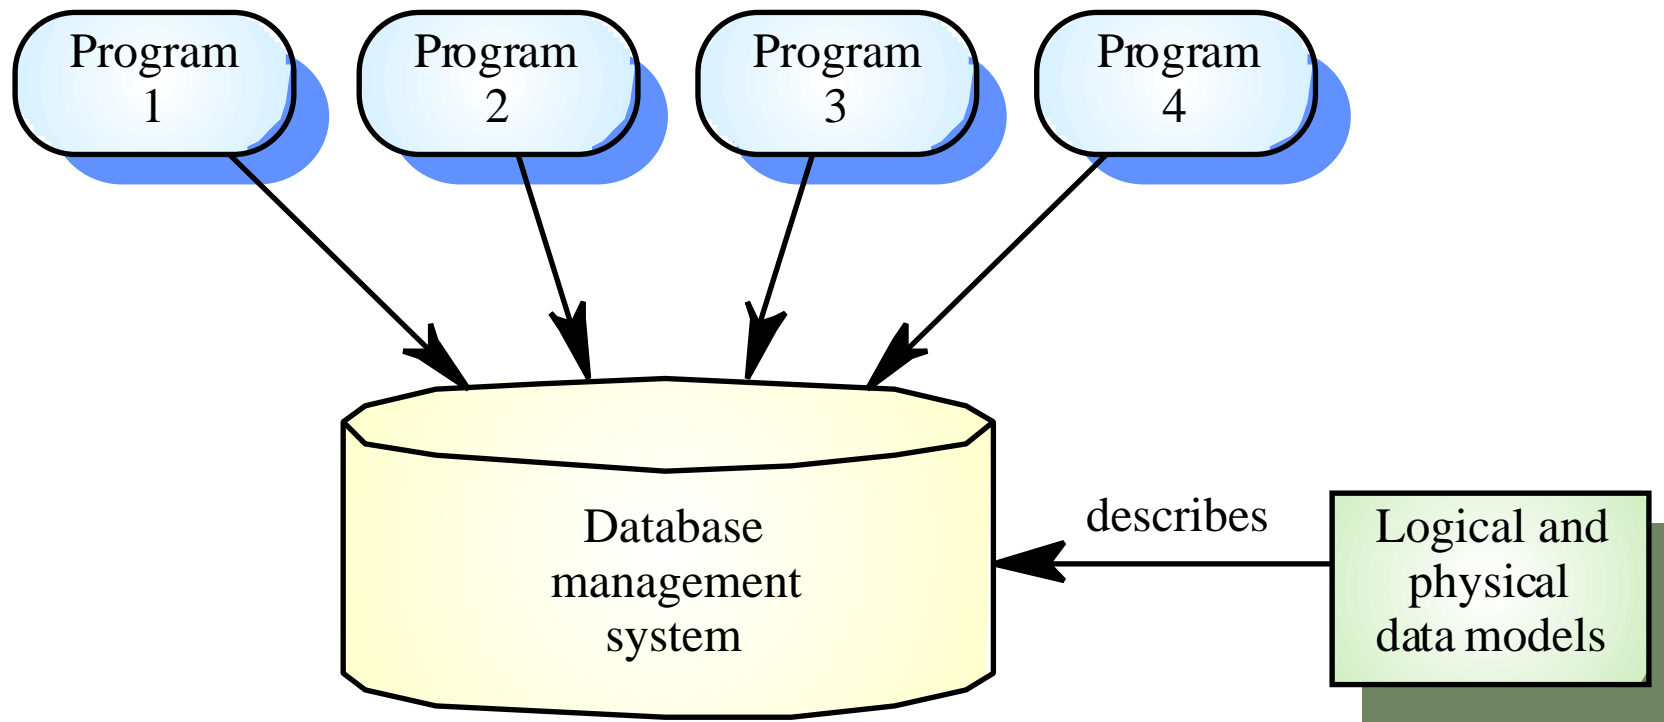 Program
1
Program
2
Program
3
Program
4
Database
management
system
describes
Logical and
physical
data models